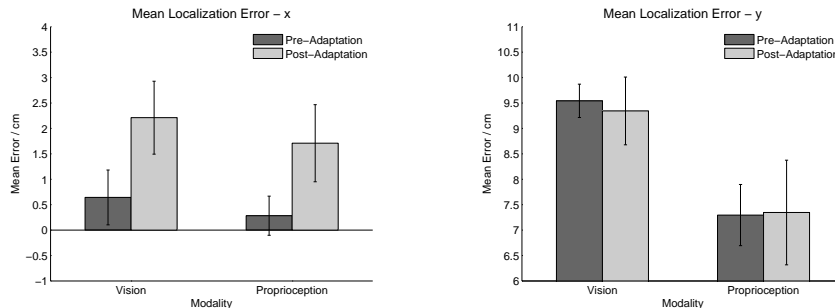 Mean Localization Error – x
4
3.5
3
2.5
2
1.5
1
0.5
0
−0.5
−1
Mean Error / cm
Pre−Adaptation
Post−Adaptation
Vision
Proprioception
Modality
Mean Localization Error – y
11
10.5
10
9.5
9
8.5
8
7.5
7
6.5
6
Mean Error / cm
Pre−Adaptation
Post−Adaptation
Vision
Proprioception
Modality